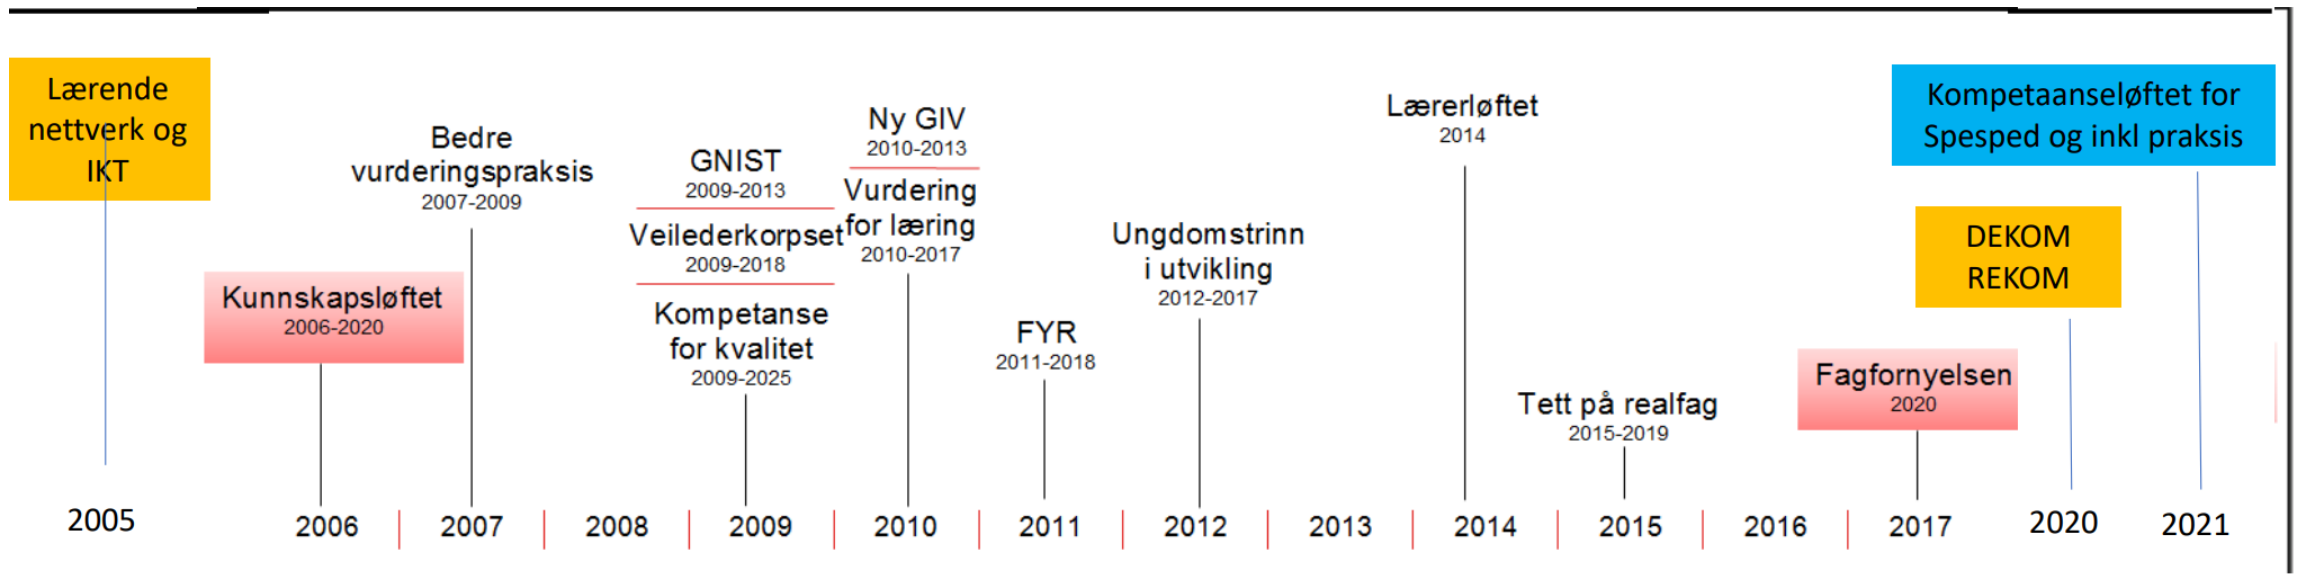 Lærende
nettverk og
IKT
Kunnskapsløftet
2006-2020
Bedre
vurderingspraksis
2007-2009
GNIST
2009-2013
Veilederkorpset
2009-2018
Kompetanse
for kvalitet
2009-2025
Ny GIV
2010-2013
Vurdering
for læring
2010-2017
FYR
2011-2018
Ungdomstrinn
i utvikling
2012-2017
Lærerløftet
2014
Tett på realfag
2015-2019
Fagfornyelsen
2020
DEKOM
REKOM
Kompetaanseløftet for
Spesped og inkl praksis
2005 2006 2007 2008 2009 2010 2011 2012 2013 2014 2015 2016 2017 2020 2021